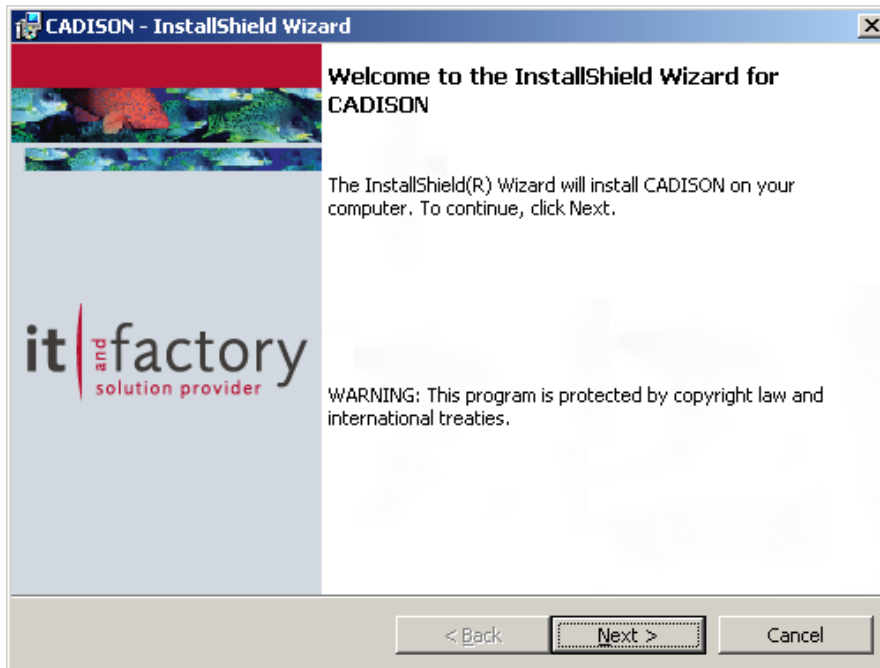 CADISON - InstallShield Wizard
Welcome to the InstallShield Wizard for
CADISON
The InstallShield(R) Wizard will install CADISON on your
computer. To continue, click Next.
it and factory
solution provider
WARNING: This program is protected by copyright law and
international treaties.
< Back
Next >
Cancel